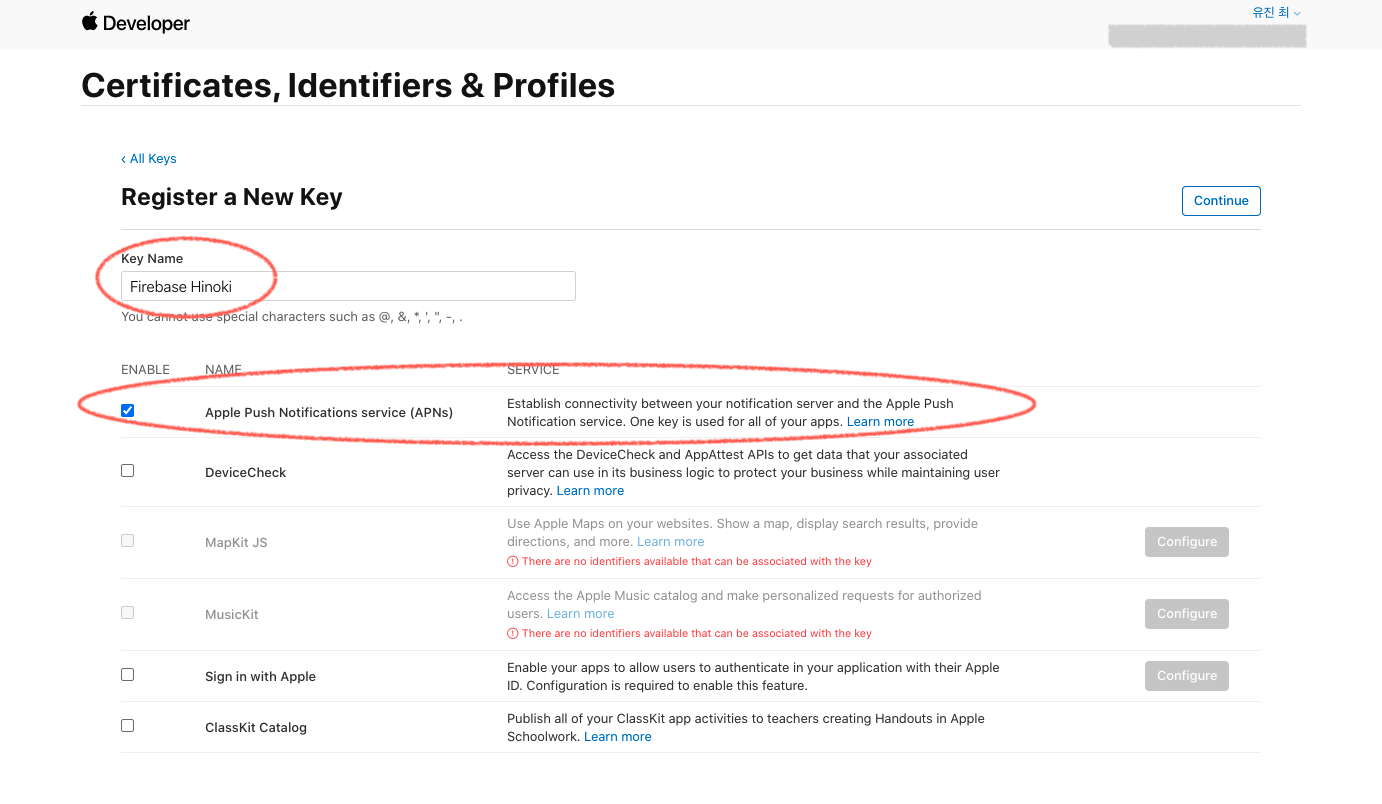 Developer
유진 최
Certificates, Identifiers & Profiles
‹ All Keys
Register a New Key
Continue
Key Name
Firebase Hinoki
You cannot use special characters such as @, &, *, ', ", -, .
ENABLE NAME SERVICE
Apple Push Notifications service (APNs)
Establish connectivity between your notification server and the Apple Push
Notification service. One key is used for all of your apps. Learn more
DeviceCheck
Access the DeviceCheck and AppAttest APIs to get data that your associated
server can use in its business logic to protect your business while maintaining user
privacy. Learn more
MapKit JS
Use Apple Maps on your websites. Show a map, display search results, provide
directions, and more. Learn more
There are no identifiers available that can be associated with the key
Configure
MusicKit
Access the Apple Music catalog and make personalized requests for authorized
users. Learn more
There are no identifiers available that can be associated with the key
Configure
Sign in with Apple
Enable your apps to allow users to authenticate in your application with their Apple
ID. Configuration is required to enable this feature.
Configure
ClassKit Catalog
Publish all of your ClassKit app activities to teachers creating Handouts in Apple
Schoolwork. Learn more